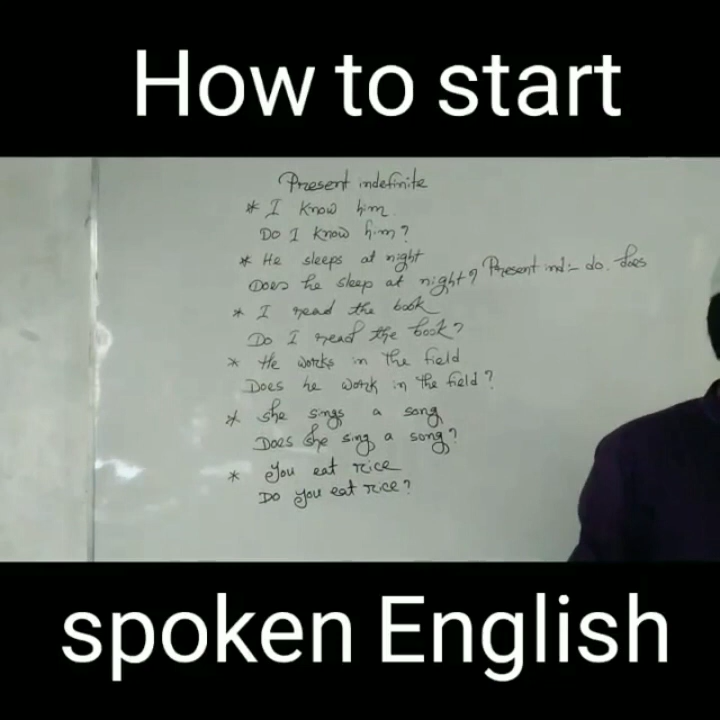 How to start
Present indefinite
* I know him.
Do I know him?
* He sleeps at night
Does he sleep at night?
Present ind:- do. does
* I read the book
Do I read the book?
* He works in the field
Does he work in the field?
* She sings a song
Does she sing a song?
* You eat rice
Do you eat rice?
spoken English